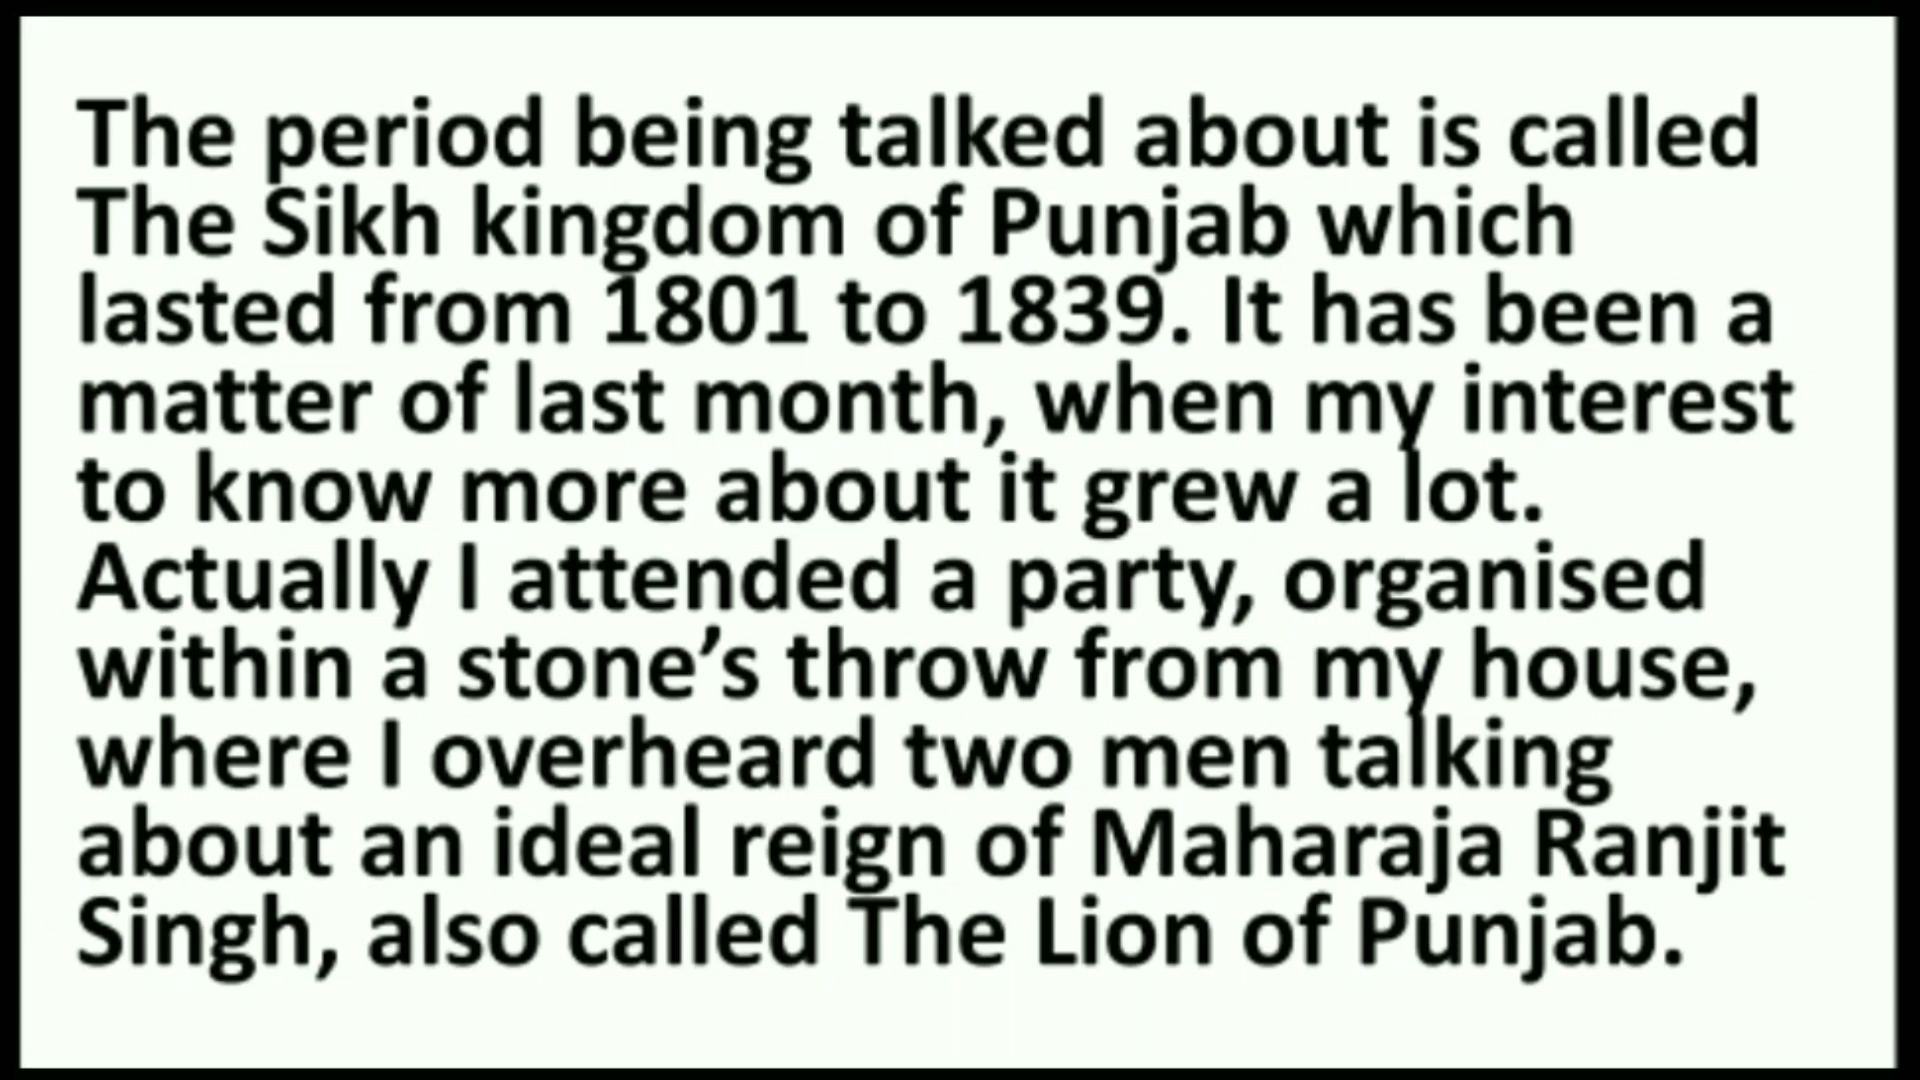 The period being talked about is called
The Sikh kingdom of Punjab which
lasted from 1801 to 1839. It has been a
matter of last month, when my interest
to know more about it grew a lot.
Actually I attended a party, organised
within a stone’s throw from my house,
where I overheard two men talking
about an ideal reign of Maharaja Ranjit
Singh, also called The Lion of Punjab.